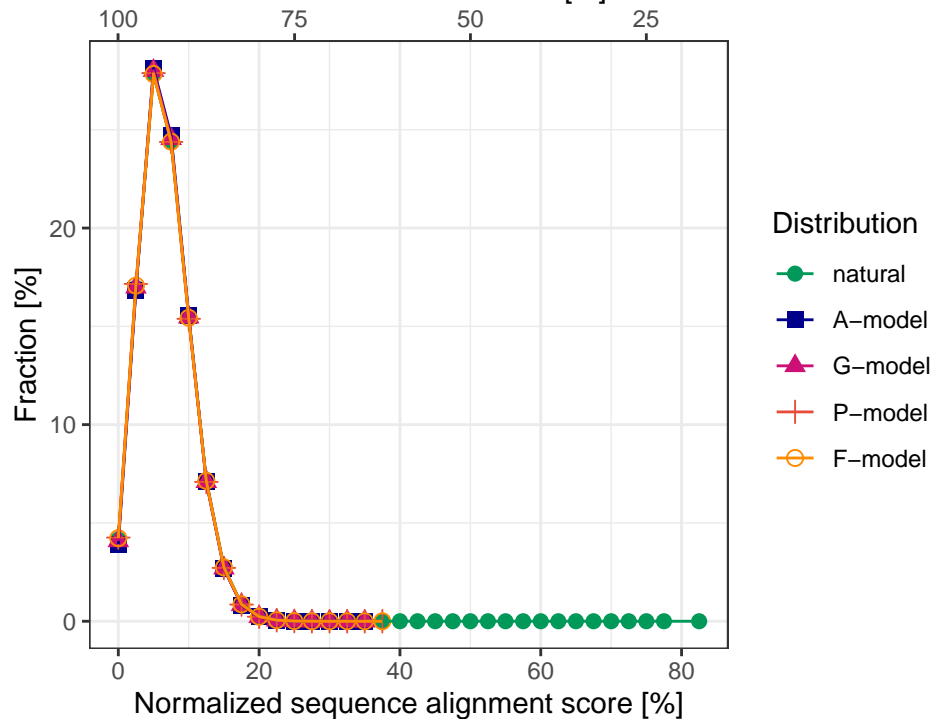 100 75 50 25
Fraction [%]
20
10
0
0 20 40 60 80
Normalized sequence alignment score [%]
Distribution
natural
A−model
G−model
P−model
F−model